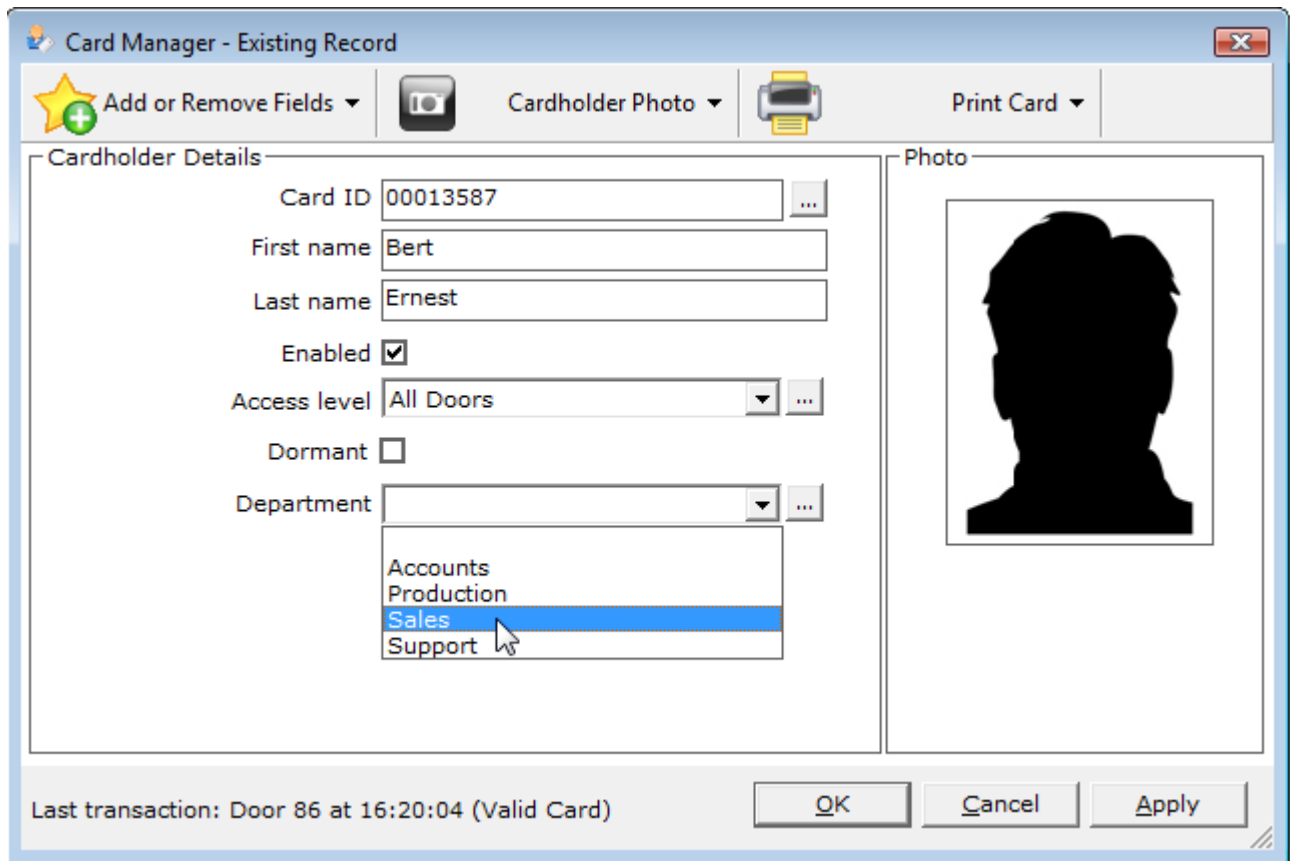 Card Manager - Existing Record
Add or Remove Fields Cardholder Photo Print Card
Cardholder Details
Photo
Card ID 00013587 ...
First name Bert
Last name Ernest
Enabled
Access level All Doors ...
Dormant
Department ...
Accounts
Production
Sales
Support
Last transaction: Door 86 at 16:20:04 (Valid Card) OK Cancel Apply